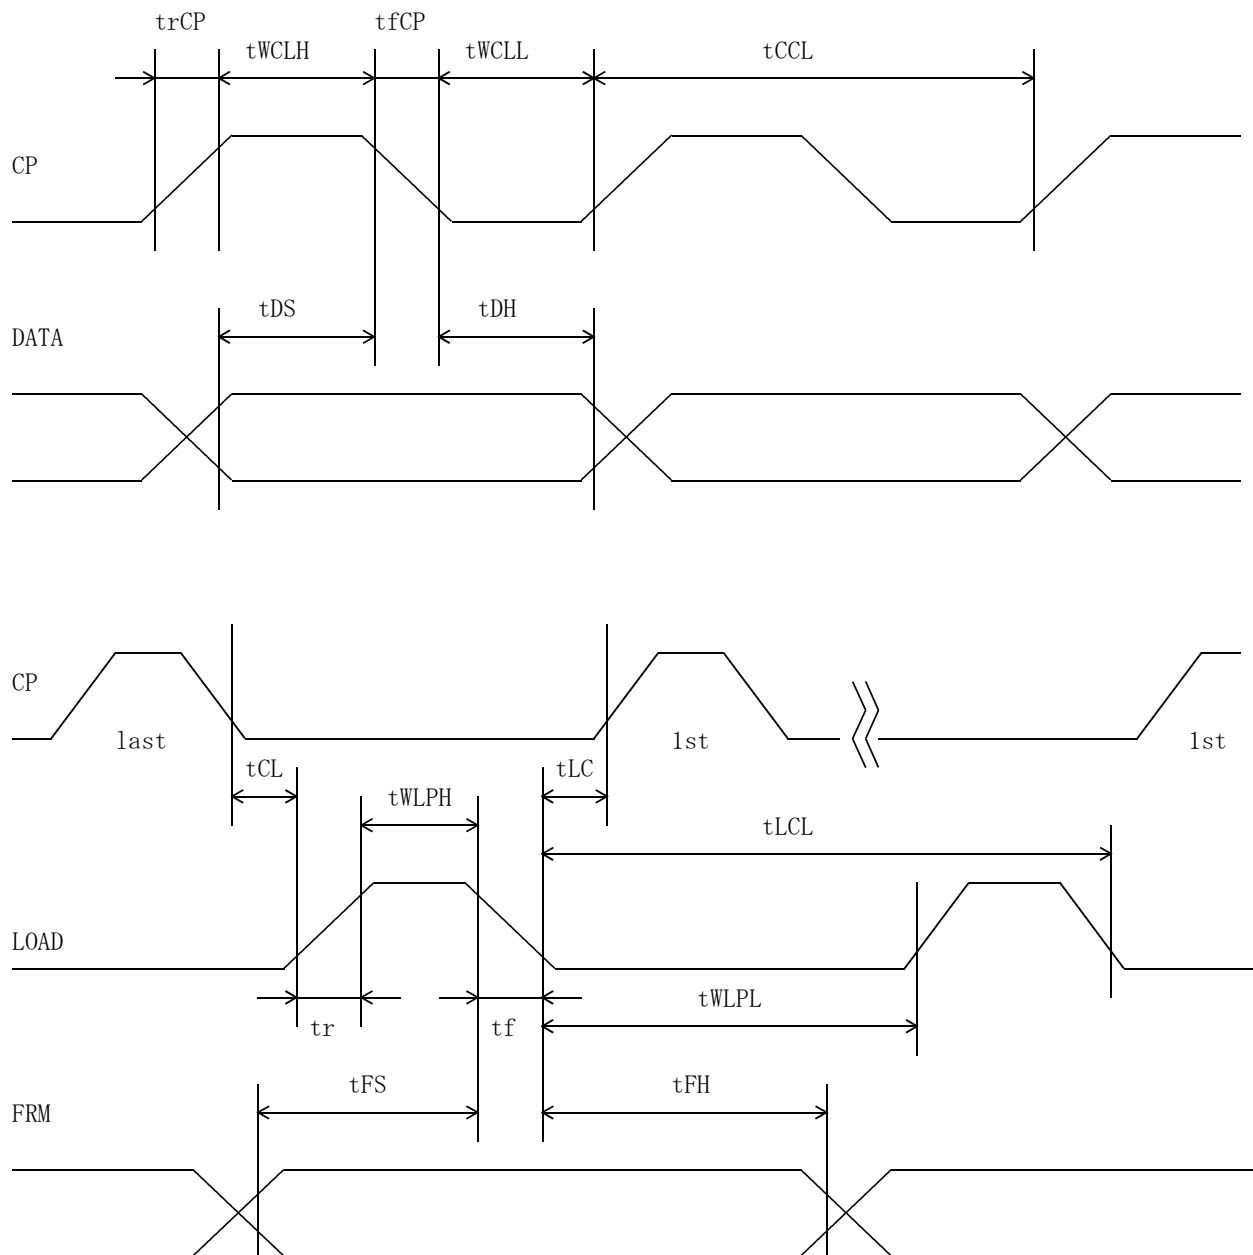 trCP tfCP
tWCLH tWCLL tCCL
CP
tDS tDH
DATA
CP
last 1st 1st
tCL tLC
tWLPH
tLCL
LOAD
tWLPL
tr tf
tFS tFH
FRM